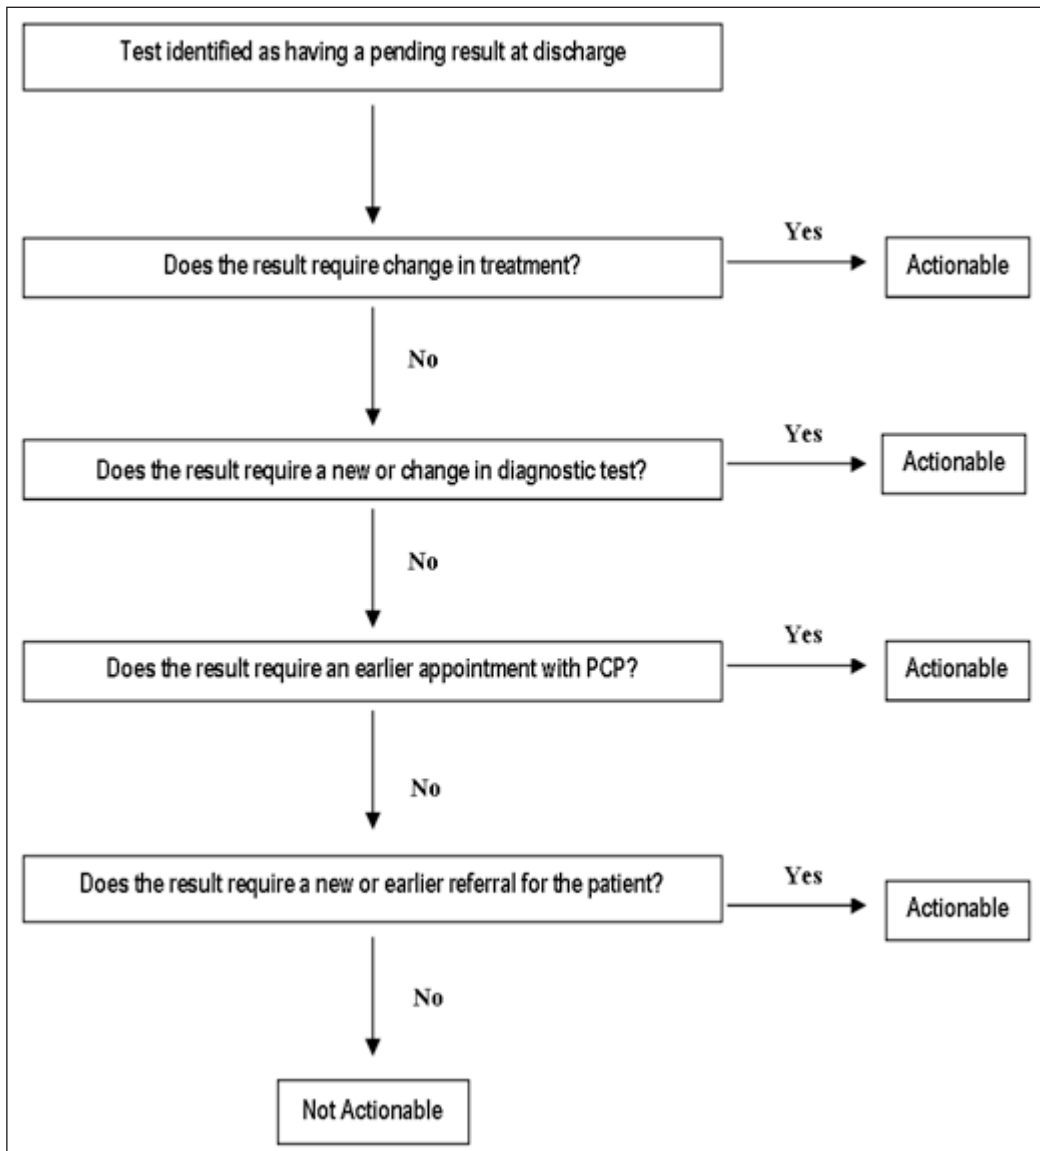 Test identified as having a pending result at discharge
Yes
Does the result require change in treatment?
Actionable
No
Yes
Does the result require a new or change in diagnostic test?
Actionable
No
Yes
Does the result require an earlier appointment with PCP?
Actionable
No
Yes
Does the result require a new or earlier referral for the patient?
Actionable
No
Not Actionable